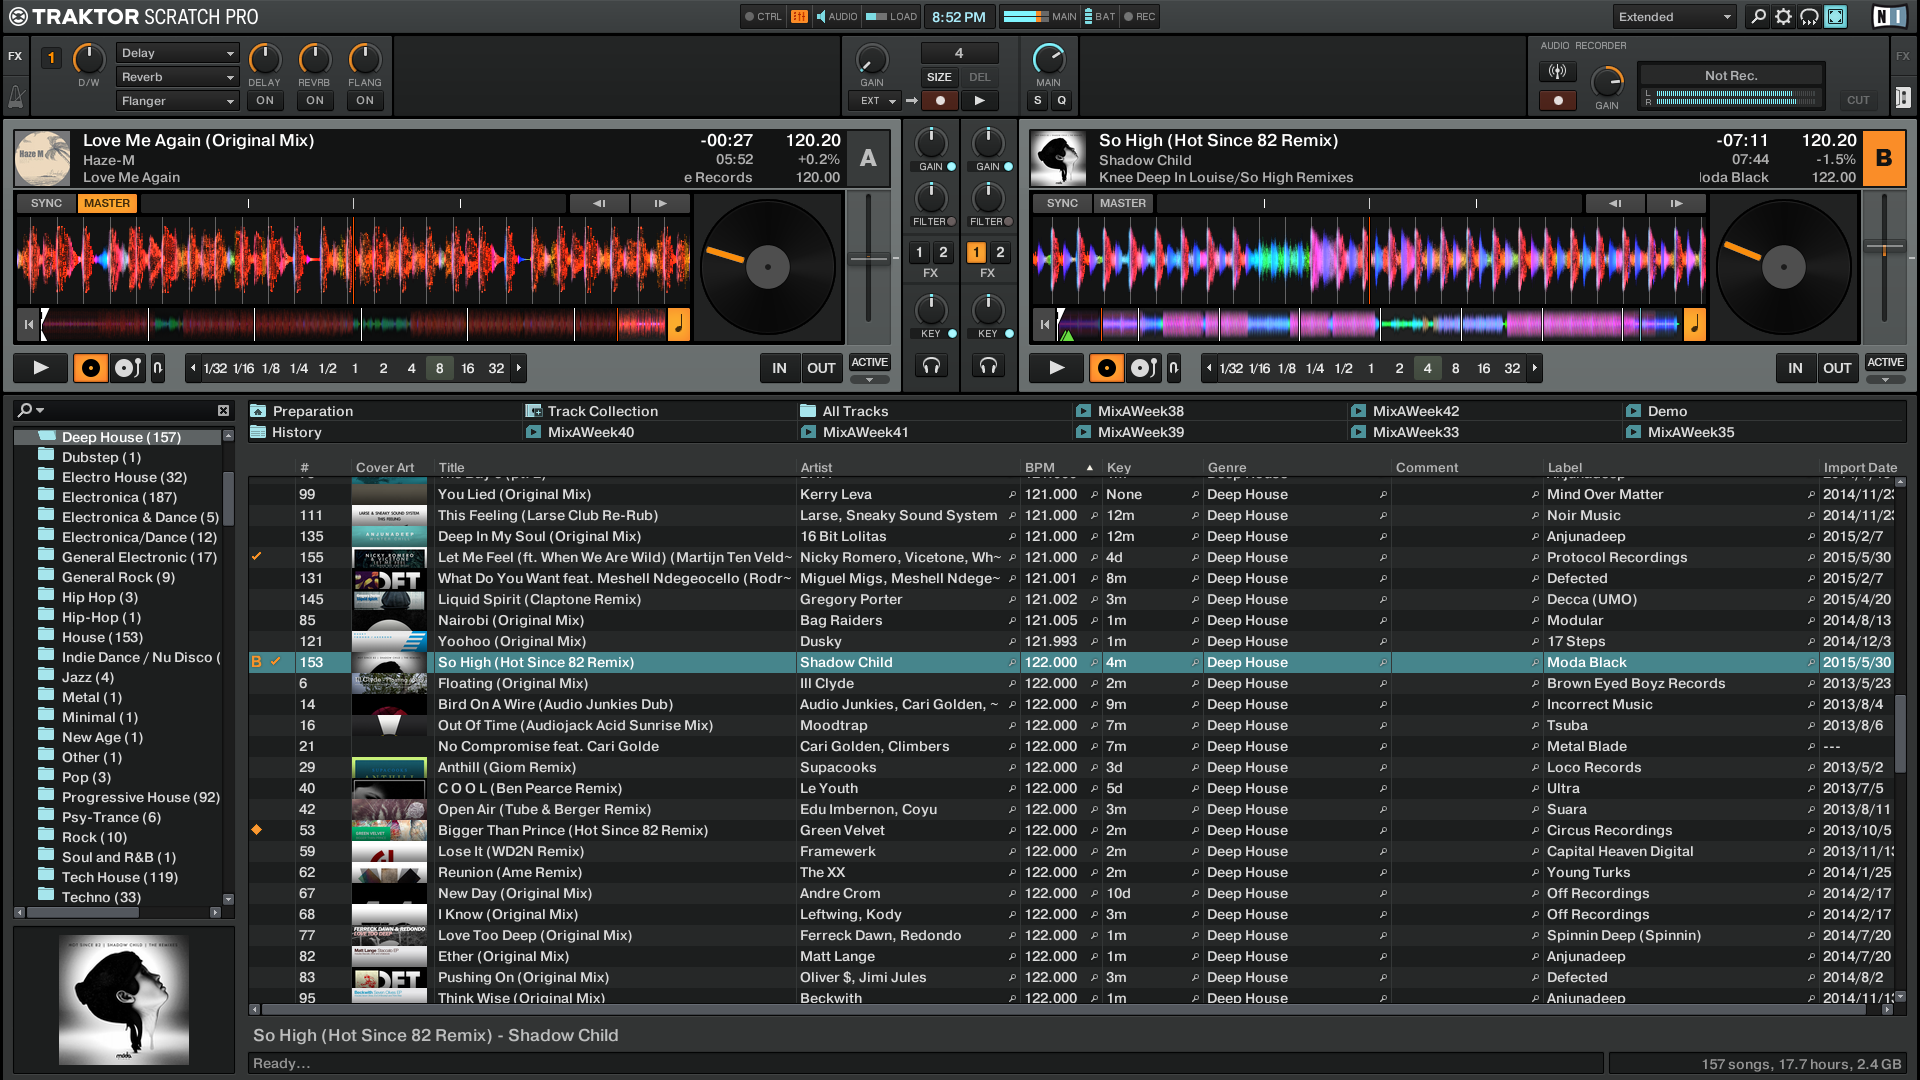 TRAKTOR SCRATCH PRO
CTRL AUDIO LOAD 8:52 PM MAIN BAT REC
Extended
FX 1 D/W
Delay
Reverb
Flanger
DELAY REVRB FLANG
ON ON ON
GAIN 4
SIZE DEL
EXT
MAIN
S Q
AUDIO RECORDER
GAIN
Not Rec.
L
R
CUT
FX
Love Me Again (Original Mix) -00:27 120.20
Haze-M 05:52 +0.2%
Love Me Again e Records 120.00
A
Haze M
SYNC MASTER
GAIN GAIN
FILTER FILTER
1 2 1 2
FX FX
KEY KEY
So High (Hot Since 82 Remix) -07:11 120.20
Shadow Child 07:44 -1.5%
Knee Deep In Louise/So High Remixes loda Black 122.00
B
SYNC MASTER
1/32 1/16 1/8 1/4 1/2 1 2 4 8 16 32
IN OUT ACTIVE
1/32 1/16 1/8 1/4 1/2 1 2 4 8 16 32
IN OUT ACTIVE
Preparation Track Collection All Tracks MixAWeek38 MixAWeek42 Demo
History MixAWeek40 MixAWeek41 MixAWeek39 MixAWeek33 MixAWeek35
Deep House (157)
Dubstep (1)
Electro House (32)
Electronica (187)
Electronica & Dance (5)
Electronica/Dance (12)
General Electronic (17)
General Rock (9)
Hip Hop (3)
Hip-Hop (1)
House (153)
Indie Dance / Nu Disco (
Jazz (4)
Metal (1)
Minimal (1)
New Age (1)
Other (1)
Pop (3)
Progressive House (92)
Psy-Trance (6)
Rock (10)
Soul and R&B (1)
Tech House (119)
Techno (33)
# Cover Art Title Artist BPM Key Genre Comment Label Import Date
99 You Lied (Original Mix) Kerry Leva 121.000 None Deep House Mind Over Matter 2014/11/23
111 This Feeling (Larse Club Re-Rub) Larse, Sneaky Sound System 121.000 12m Deep House Noir Music 2014/11/23
135 Deep In My Soul (Original Mix) 16 Bit Lolitas 121.000 12m Deep House Anjunadeep 2015/2/7
155 Let Me Feel (ft. When We Are Wild) (Martijn Ten Veld~ Nicky Romero, Vicetone, Wh~ 121.000 4d Deep House Protocol Recordings 2015/5/30
131 What Do You Want feat. Meshell Ndegeocello (Rodr~ Miguel Migs, Meshell Ndege~ 121.001 8m Deep House Defected 2015/2/7
145 Liquid Spirit (Claptone Remix) Gregory Porter 121.002 3m Deep House Decca (UMO) 2015/4/20
85 Nairobi (Original Mix) Bag Raiders 121.005 1m Deep House Modular 2014/8/13
121 Yoohoo (Original Mix) Dusky 121.993 1m Deep House 17 Steps 2014/12/3
B 153 So High (Hot Since 82 Remix) Shadow Child 122.000 4m Deep House Moda Black 2015/5/30
6 Floating (Original Mix) Ill Clyde 122.000 2m Deep House Brown Eyed Boyz Records 2013/5/23
14 Bird On A Wire (Audio Junkies Dub) Audio Junkies, Cari Golden, ~ 122.000 9m Deep House Incorrect Music 2013/8/4
16 Out Of Time (Audiojack Acid Sunrise Mix) Moodtrap 122.000 7m Deep House Tsuba 2013/8/6
21 No Compromise feat. Cari Golde Cari Golden, Climbers 122.000 7m Deep House Metal Blade ---
29 Anthill (Giom Remix) Supacooks 122.000 3d Deep House Loco Records 2013/5/2
40 C O O L (Ben Pearce Remix) Le Youth 122.000 5d Deep House Ultra 2013/7/5
42 Open Air (Tube & Berger Remix) Edu Imbernon, Coyu 122.000 3m Deep House Suara 2013/8/11
53 Bigger Than Prince (Hot Since 82 Remix) Green Velvet 122.000 2m Deep House Circus Recordings 2013/10/5
59 Lose It (WD2N Remix) Framewerk 122.000 2m Deep House Capital Heaven Digital 2013/11/1
62 Reunion (Ame Remix) The XX 122.000 2m Deep House Young Turks 2014/1/25
67 New Day (Original Mix) Andre Crom 122.000 10d Deep House Off Recordings 2014/2/17
68 I Know (Original Mix) Leftwing, Kody 122.000 3m Deep House Off Recordings 2014/2/17
77 Love Too Deep (Original Mix) Ferreck Dawn, Redondo 122.000 1m Deep House Spinnin Deep (Spinnin) 2014/7/20
82 Ether (Original Mix) Matt Lange 122.000 1m Deep House Anjunadeep 2014/7/20
83 Pushing On (Original Mix) Oliver $, Jimi Jules 122.000 3m Deep House Defected 2014/8/2
95 Think Wise (Original Mix) Beckwith 122.000 1m Deep House Anjunadeep 2014/11/13
HOT SINCE 82 | SHADOW CHILD | THE REMIXES
moda
So High (Hot Since 82 Remix) - Shadow Child
Ready...
157 songs, 17.7 hours, 2.4 GB